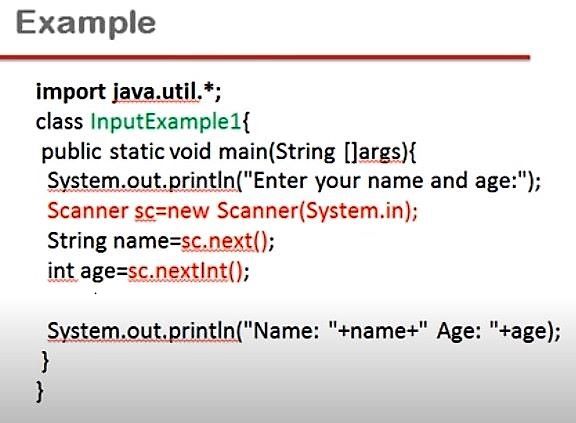 Example
import java.util.*;
class InputExample1{
public static void main(String []args){
System.out.println("Enter your name and age:");
Scanner sc=new Scanner(System.in);
String name=sc.next();
int age=sc.nextInt();
System.out.println("Name: "+name+" Age: "+age);
}
}